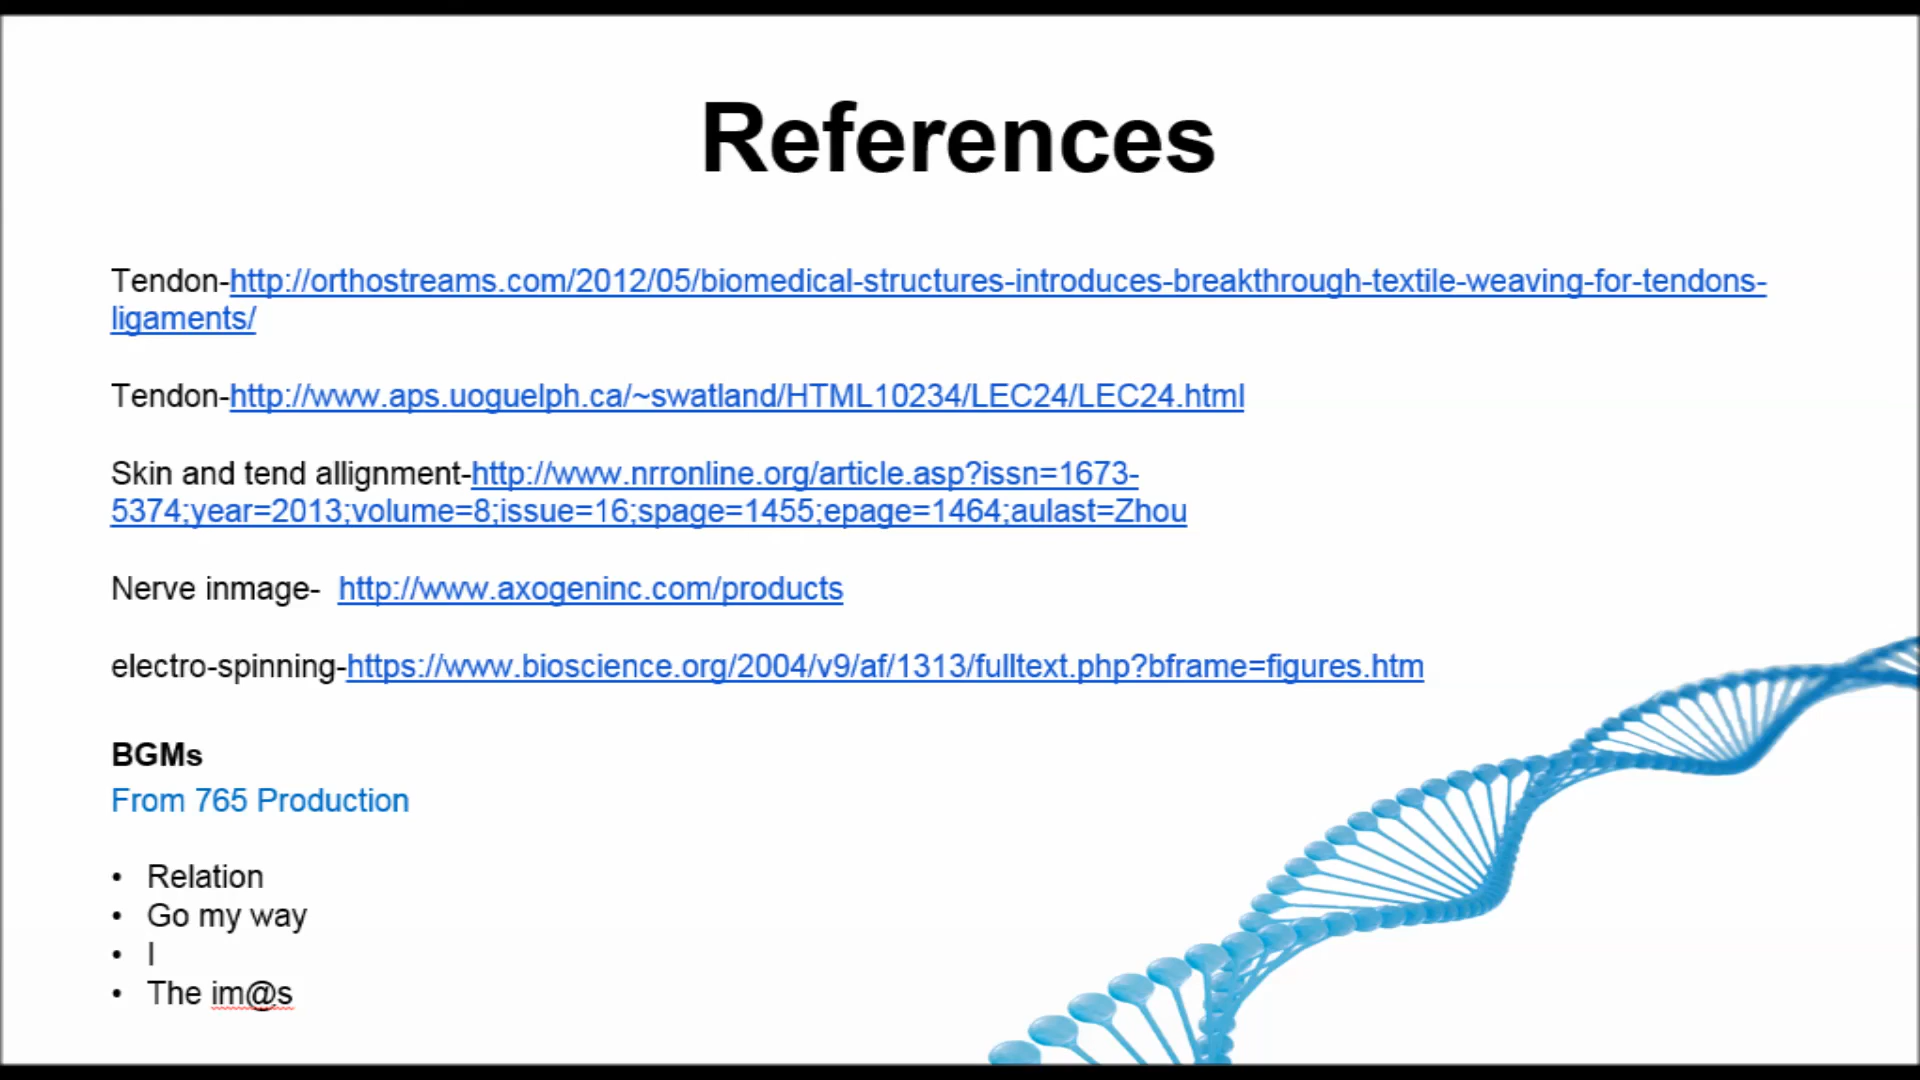 References
Tendon-http://orthostreams.com/2012/05/biomedical-structures-introduces-breakthrough-textile-weaving-for-tendons-
ligaments/
Tendon-http://www.aps.uoguelph.ca/~swatland/HTML10234/LEC24/LEC24.html
Skin and tend allignment-http://www.nrronline.org/article.asp?issn=1673-
5374;year=2013;volume=8;issue=16;spage=1455;epage=1464;aulast=Zhou
Nerve inmage-  http://www.axogeninc.com/products
electro-spinning-https://www.bioscience.org/2004/v9/af/1313/fulltext.php?bframe=figures.htm
BGMs
From 765 Production
• Relation
• Go my way
• I
• The im@s